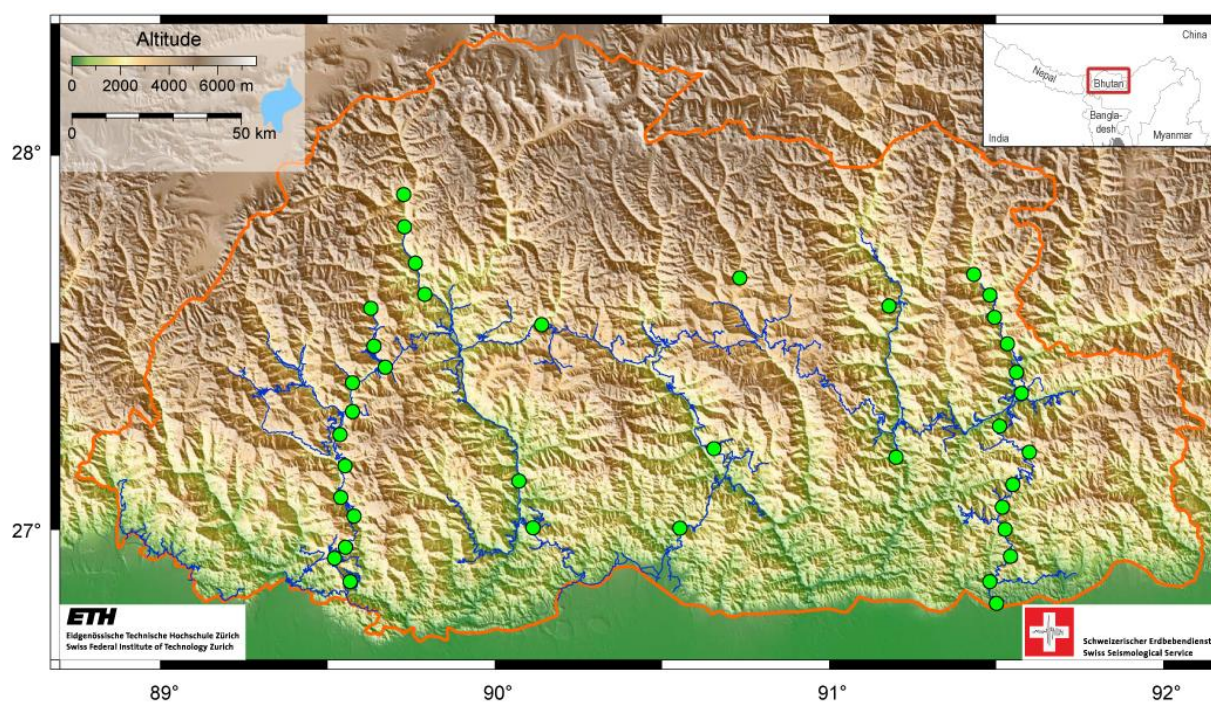 Altitude
0 2000 4000 6000 m
0 50 km
China
Nepal
Bhutan
Bangla-
desh
India
Myanmar
28°
27°
ETH
Eidgenössische Technische Hochschule Zürich
Swiss Federal Institute of Technology Zurich
Schweizerischer Erdbebendienst
Swiss Seismological Service
89° 90° 91° 92°